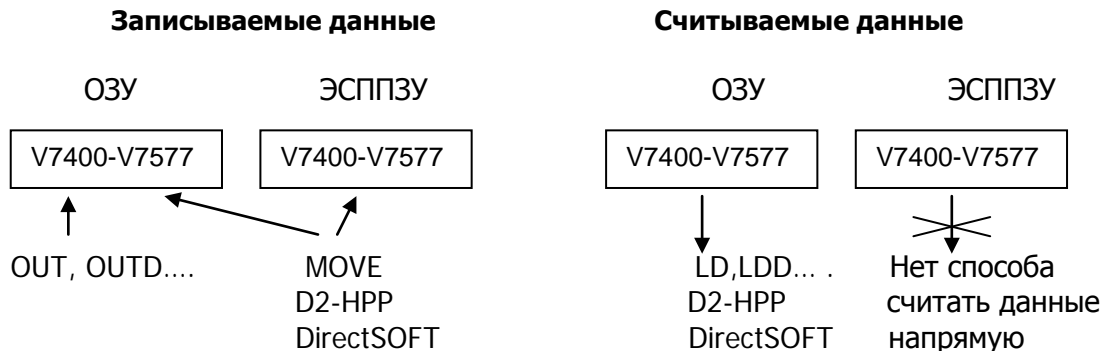 Записываемые данные Считываемые данные
ОЗУ ЭСППЗУ ОЗУ ЭСППЗУ
V7400-V7577 V7400-V7577 V7400-V7577 V7400-V7577
OUT, OUTD.... MOVE LD,LDD... . Нет способа
D2-HPP D2-HPP считать данные
DirectSOFT DirectSOFT напрямую